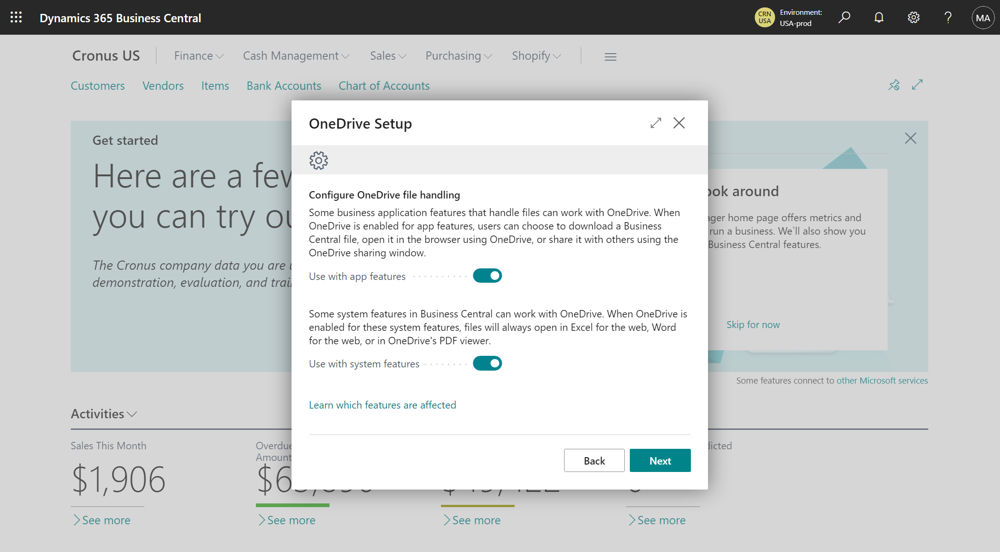 Dynamics 365 Business Central
CRN
USA
Environment:
USA-prod
?
MA
Cronus US
Finance
Cash Management
Sales
Purchasing
Shopify
Customers
Vendors
Items
Bank Accounts
Chart of Accounts
OneDrive Setup
Get started
Here are a few
you can try ou
The Cronus company data you are u
demonstration, evaluation, and trai
Configure OneDrive file handling
Some business application features that handle files can work with OneDrive. When
OneDrive is enabled for app features, users can choose to download a Business
Central file, open it in the browser using OneDrive, or share it with others using the
OneDrive sharing window.
Use with app features
Some system features in Business Central can work with OneDrive. When OneDrive is
enabled for these system features, files will always open in Excel for the web, Word
for the web, or in OneDrive's PDF viewer.
Use with system features
Learn which features are affected
Back
Next
ook around
ager home page offers metrics and
run a business. We`ll also show you
Business Central features.
Skip for now
Some features connect to other Microsoft services
Activities
Sales This Month
$1,906
See more
Overdue
Amount
See more
See more
dicted
See more